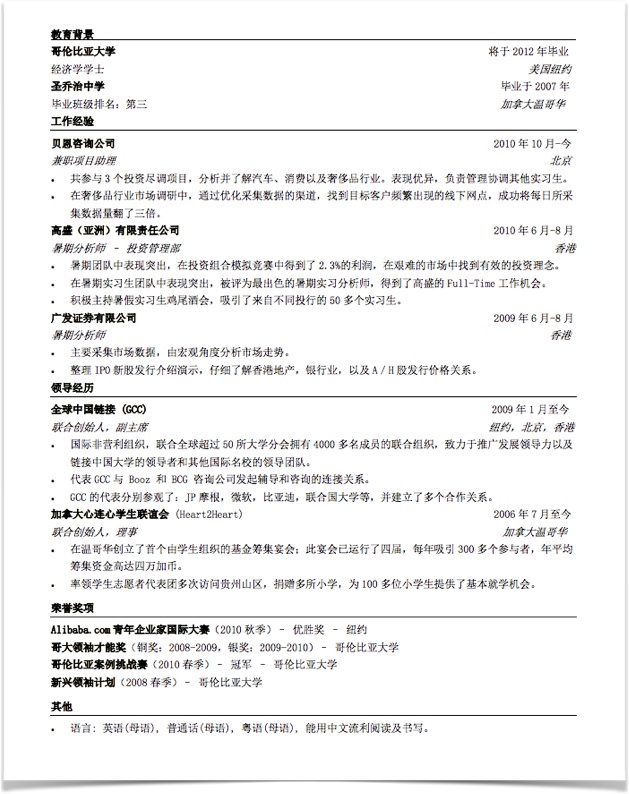 教育背景
哥伦比亚大学 将于 2012 年毕业
经济学学士 美国纽约
圣乔治中学 毕业于 2007 年
毕业班级排名: 第三 加拿大温哥华
工作经验
贝恩咨询公司 2010 年 10 月-今
兼职项目助理 北京
• 共参与 3 个投资尽调项目，分析并了解汽车、消费以及奢侈品行业。表现优异，负责管理协调其他实习生。
• 在奢侈品行业市场调研中，通过优化采集数据的渠道，找到目标客户频繁出现的线下网点，成功将每日所采
集数据量翻了三倍。
高盛（亚洲）有限责任公司 2010 年 6 月-8 月
暑期分析师 – 投资管理部 香港
• 暑期团队中表现突出，在投资组合模拟竞赛中得到了 2.3%的利润，在艰难的市场中找到有效的投资理念。
• 在暑期实习生团队中表现突出，被评为最出色的暑期实习分析师，得到了高盛的Full-Time 工作机会。
• 积极主持暑假实习生鸡尾酒会，吸引了来自不同投行的 50 多个实习生。
广发证券有限公司 2009 年 6 月-8 月
暑期分析师 香港
• 主要采集市场数据，由宏观角度分析市场走势。
• 整理 IPO 新股发行介绍演示，仔细了解香港地产，银行业，以及A / H 股发行价格关系。
领导经历
全球中国链接 (GCC) 2009 年 1 月至今
联合创始人，副主席 纽约，北京，香港
• 国际非营利组织，联合全球超过 50 所大学分会拥有 4000 多名成员的联合组织，致力于推广发展领导力以及
链接中国大学的领导者和其他国际名校的领导团队。
• 代表 GCC 与 Booz 和 BCG 咨询公司发起辅导和咨询的连接关系。
• GCC 的代表分别参观了: JP 摩根，微软，比亚迪，联合国大学等，并建立了多个合作关系。
加拿大心连心学生联谊会 (Heart2Heart) 2006 年 7 月至今
联合创始人，理事 加拿大温哥华
• 在温哥华创立了首个由学生组织的基金筹集宴会; 此宴会已运行了四届，每年吸引 300 多个参与者，年平均
筹集资金高达四万加币。
• 率领学生志愿者代表团多次访问贵州山区，捐赠多所小学，为 100 多位小学生提供了基本就学机会。
荣誉奖项
Alibaba.com 青年企业家国际大赛（2010 秋季）– 优胜奖 – 纽约
哥大领袖才能奖（铜奖: 2008-2009, 银奖: 2009-2010）– 哥伦比亚大学
哥伦比亚案例挑战赛（2010 春季）– 冠军 – 哥伦比亚大学
新兴领袖计划（2008 春季）– 哥伦比亚大学
其他
• 语言: 英语(母语), 普通话(母语), 粤语(母语), 能用中文流利阅读及书写。